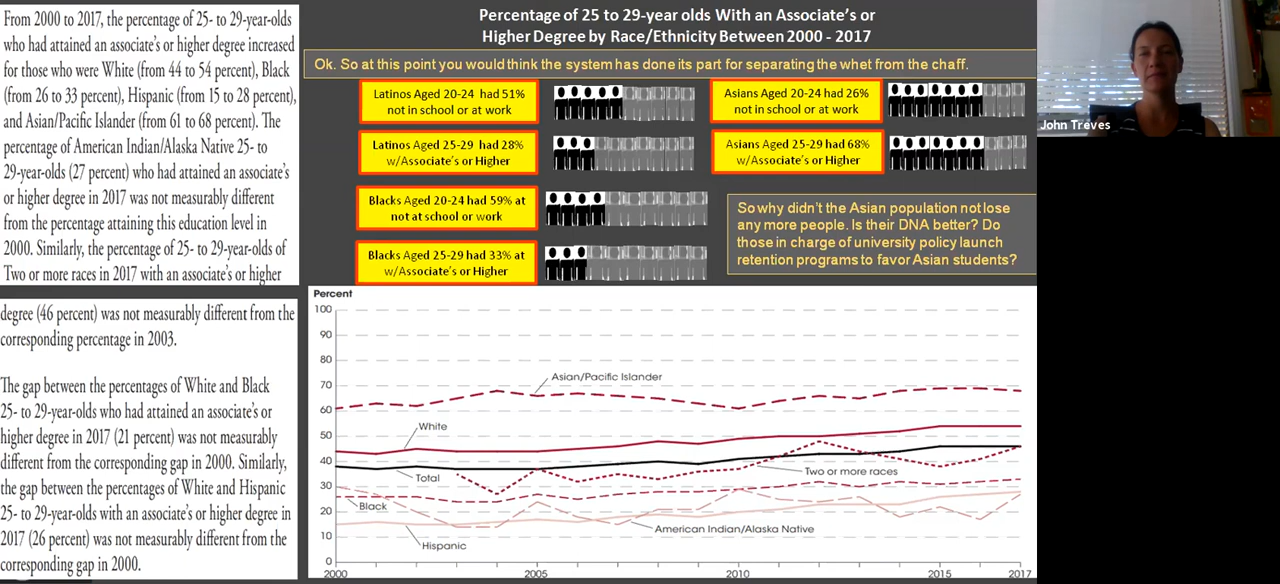 From 2000 to 2017, the percentage of 25- to 29-year-olds
who had attained an associate's or higher degree increased
for those who were White (from 44 to 54 percent), Black
(from 26 to 33 percent), Hispanic (from 15 to 28 percent),
and Asian/Pacific Islander (from 61 to 68 percent). The
percentage of American Indian/Alaska Native 25- to
29-year-olds (27 percent) who had attained an associate's
or higher degree in 2017 was not measurably different
from the percentage attaining this education level in
2000. Similarly, the percentage of 25- to 29-year-olds of
Two or more races in 2017 with an associate's or higher
degree (46 percent) was not measurably different from the
corresponding percentage in 2003.
The gap between the percentages of White and Black
25- to 29-year-olds who had attained an associate's or
higher degree in 2017 (21 percent) was not measurably
different from the corresponding gap in 2000. Similarly,
the gap between the percentages of White and Hispanic
25- to 29-year-olds with an associate's or higher degree in
2017 (26 percent) was not measurably different from the
corresponding gap in 2000.
Percentage of 25 to 29-year olds With an Associate's or
Higher Degree by Race/Ethnicity Between 2000 - 2017
Ok. So at this point you would think the system has done its part for separating the whet from the chaff.
Latinos Aged 20-24 had 51%
not in school or at work
Latinos Aged 25-29 had 28%
w/Associate's or Higher
Blacks Aged 20-24 had 59% at
not at school or work
Blacks Aged 25-29 had 33% at
w/Associate's or Higher
Asians Aged 20-24 had 26%
not in school or at work
Asians Aged 25-29 had 68%
w/Associate's or Higher
So why didn't the Asian population not lose
any more people. Is their DNA better? Do
those in charge of university policy launch
retention programs to favor Asian students?
Percent
100
90
80
70
60
50
40
30
20
10
0
Asian/Pacific Islander
White
Total
Two or more races
Black
American Indian/Alaska Native
Hispanic
2000
2005
2010
2015
2017
John Treves